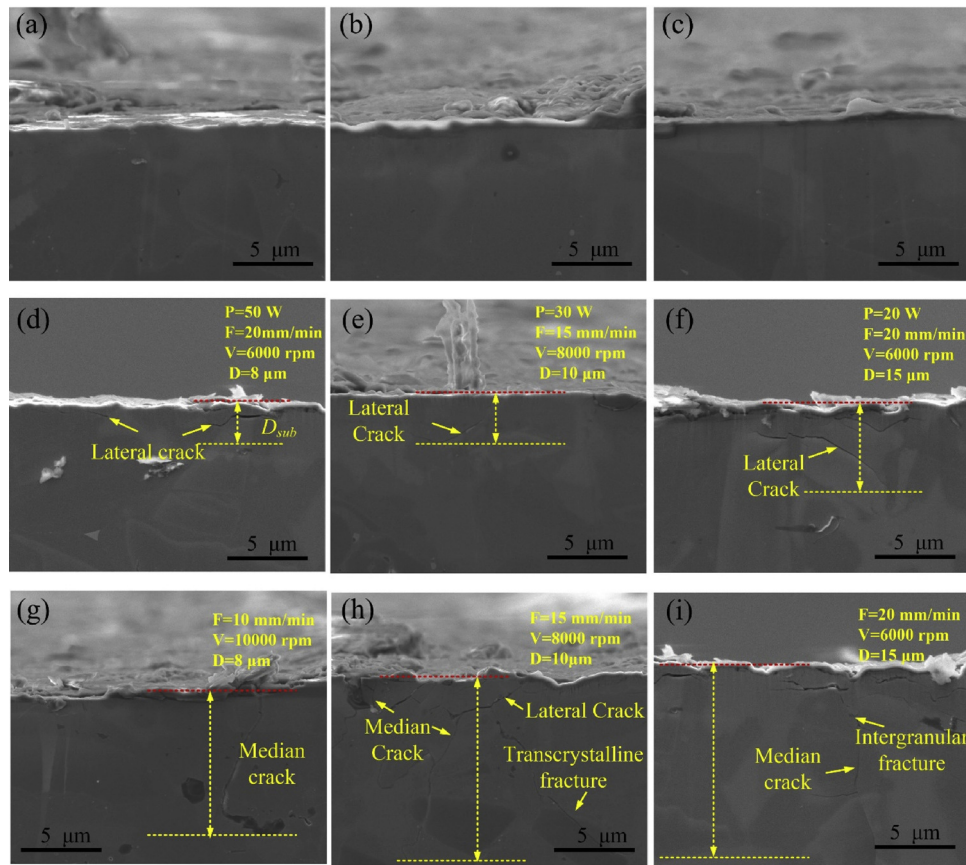 (a)
5 μm
(b)
5 μm
(c)
5 μm
(d)
P=50 W
F=20mm/min
V=6000 rpm
D=8 μm
D_sub
Lateral crack
5 μm
(e)
P=30 W
F=15 mm/min
V=8000 rpm
D=10 μm
Lateral
Crack
5 μm
(f)
P=20 W
F=20 mm/min
V=6000 rpm
D=15 μm
Lateral
Crack
5 μm
(g)
F=10 mm/min
V=10000 rpm
D=8 μm
Median
crack
5 μm
(h)
F=15 mm/min
V=8000 rpm
D=10μm
Lateral Crack
Median
Crack
Transcrystalline
fracture
5 μm
(i)
F=20 mm/min
V=6000 rpm
D=15 μm
Intergranular
fracture
Median
crack
5 μm